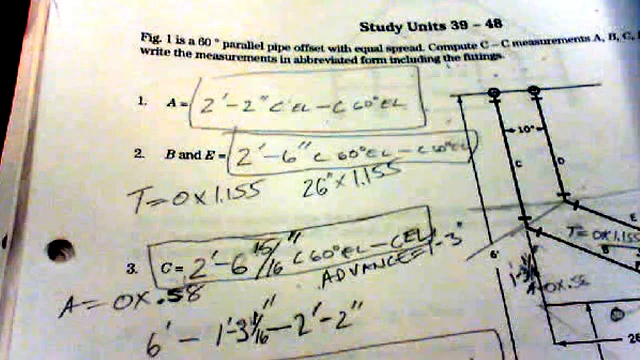 Study Units 39 – 48
Fig. 1 is a 60° parallel pipe offset with equal spread. Compute C – C measurements A, B, C,
write the measurements in abbreviated form including the fittings.
1. A = 2'-2" C EL – C 60° EL
2. B and E = 2'-6" C 60° EL – C 60° EL
T = O X 1.155
26" X 1.155
3. C = 2'-6 15/16" C 60° EL – C EL
ADVANCE = 1'-3"
A = O X .58
6' – 1'-3 1/16" – 2'-2"
10"
C
D
E
T = O X 1.155
B
6'
A = O X .58